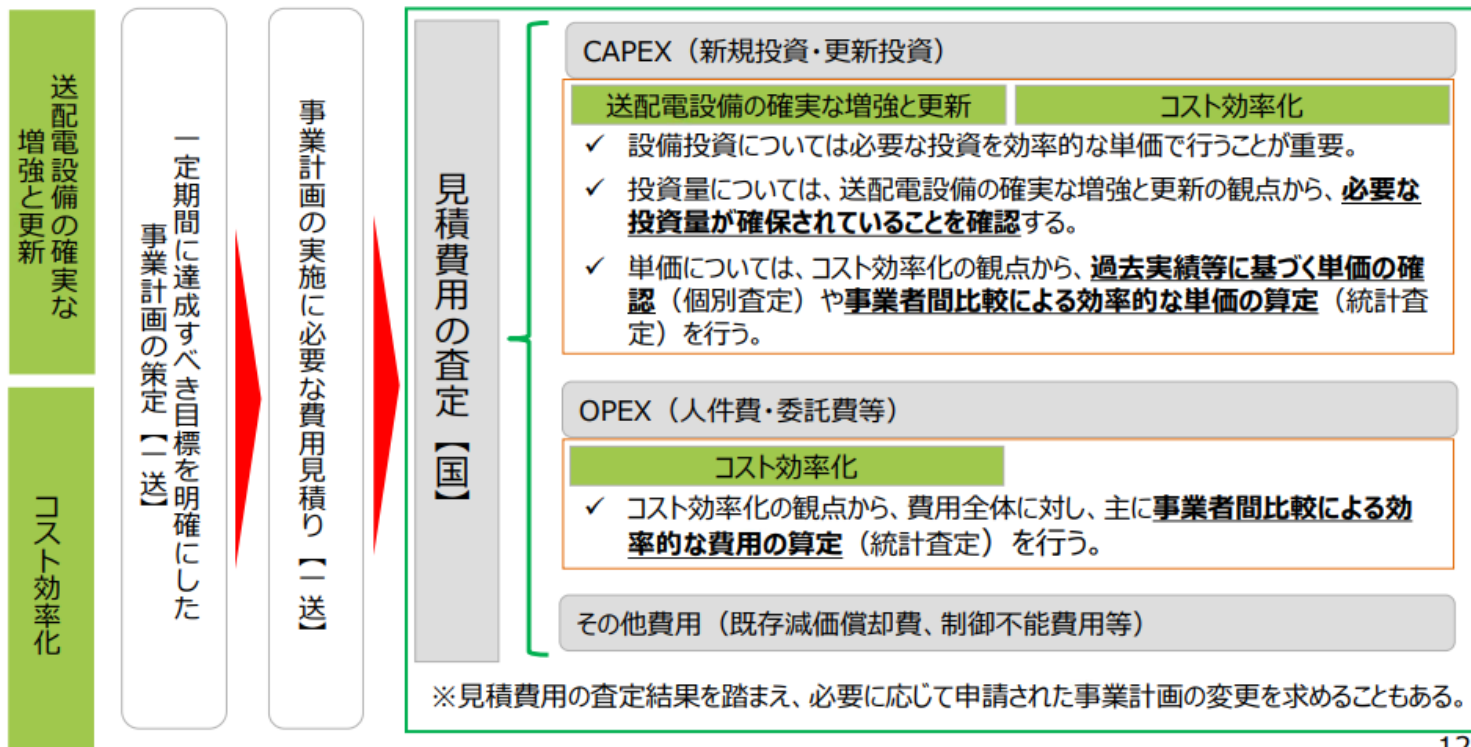 送配電設備の確実な
増強と更新
コスト効率化
一定期間に達成すべき目標を明確にした
事業計画の策定【一送】
事業計画の実施に必要な費用見積り【一送】
見積費用の査定【国】
CAPEX（新規投資・更新投資）
送配電設備の確実な増強と更新
コスト効率化
✓ 設備投資については必要な投資を効率的な単価で行うことが重要。
✓ 投資量については、送配電設備の確実な増強と更新の観点から、必要な
投資量が確保されていることを確認する。
✓ 単価については、コスト効率化の観点から、過去実績等に基づく単価の確
認（個別査定）や事業者間比較による効率的な単価の算定（統計査
定）を行う。
OPEX（人件費・委託費等）
コスト効率化
✓ コスト効率化の観点から、費用全体に対し、主に事業者間比較による効
率的な費用の算定（統計査定）を行う。
その他費用（既存減価償却費、制御不能費用等）
※見積費用の査定結果を踏まえ、必要に応じて申請された事業計画の変更を求めることもある。
12